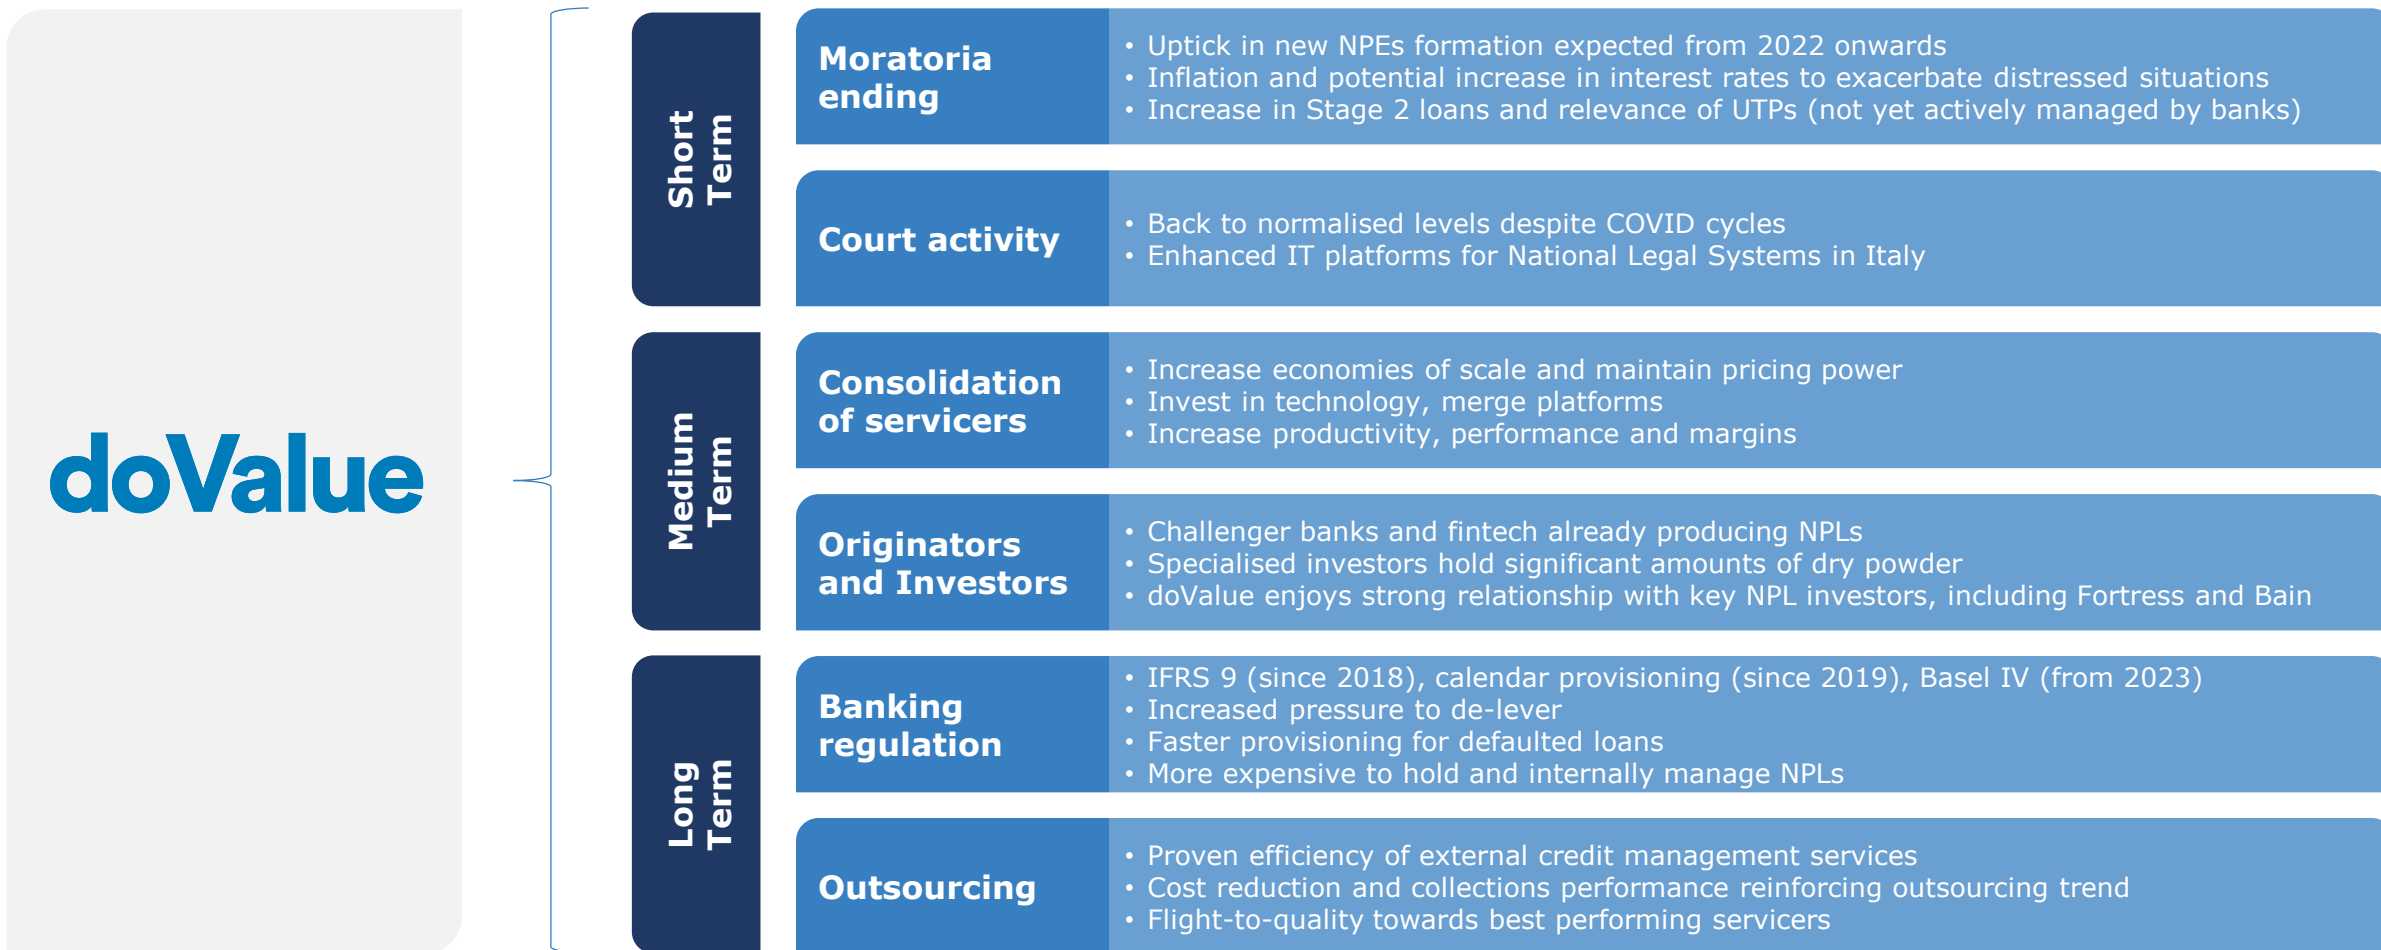 doValue
Short
Term
Moratoria
ending
• Uptick in new NPEs formation expected from 2022 onwards
• Inflation and potential increase in interest rates to exacerbate distressed situations
• Increase in Stage 2 loans and relevance of UTPs (not yet actively managed by banks)
Court activity
• Back to normalised levels despite COVID cycles
• Enhanced IT platforms for National Legal Systems in Italy
Medium
Term
Consolidation
of servicers
• Increase economies of scale and maintain pricing power
• Invest in technology, merge platforms
• Increase productivity, performance and margins
Originators
and Investors
• Challenger banks and fintech already producing NPLs
• Specialised investors hold significant amounts of dry powder
• doValue enjoys strong relationship with key NPL investors, including Fortress and Bain
Long
Term
Banking
regulation
• IFRS 9 (since 2018), calendar provisioning (since 2019), Basel IV (from 2023)
• Increased pressure to de-lever
• Faster provisioning for defaulted loans
• More expensive to hold and internally manage NPLs
Outsourcing
• Proven efficiency of external credit management services
• Cost reduction and collections performance reinforcing outsourcing trend
• Flight-to-quality towards best performing servicers